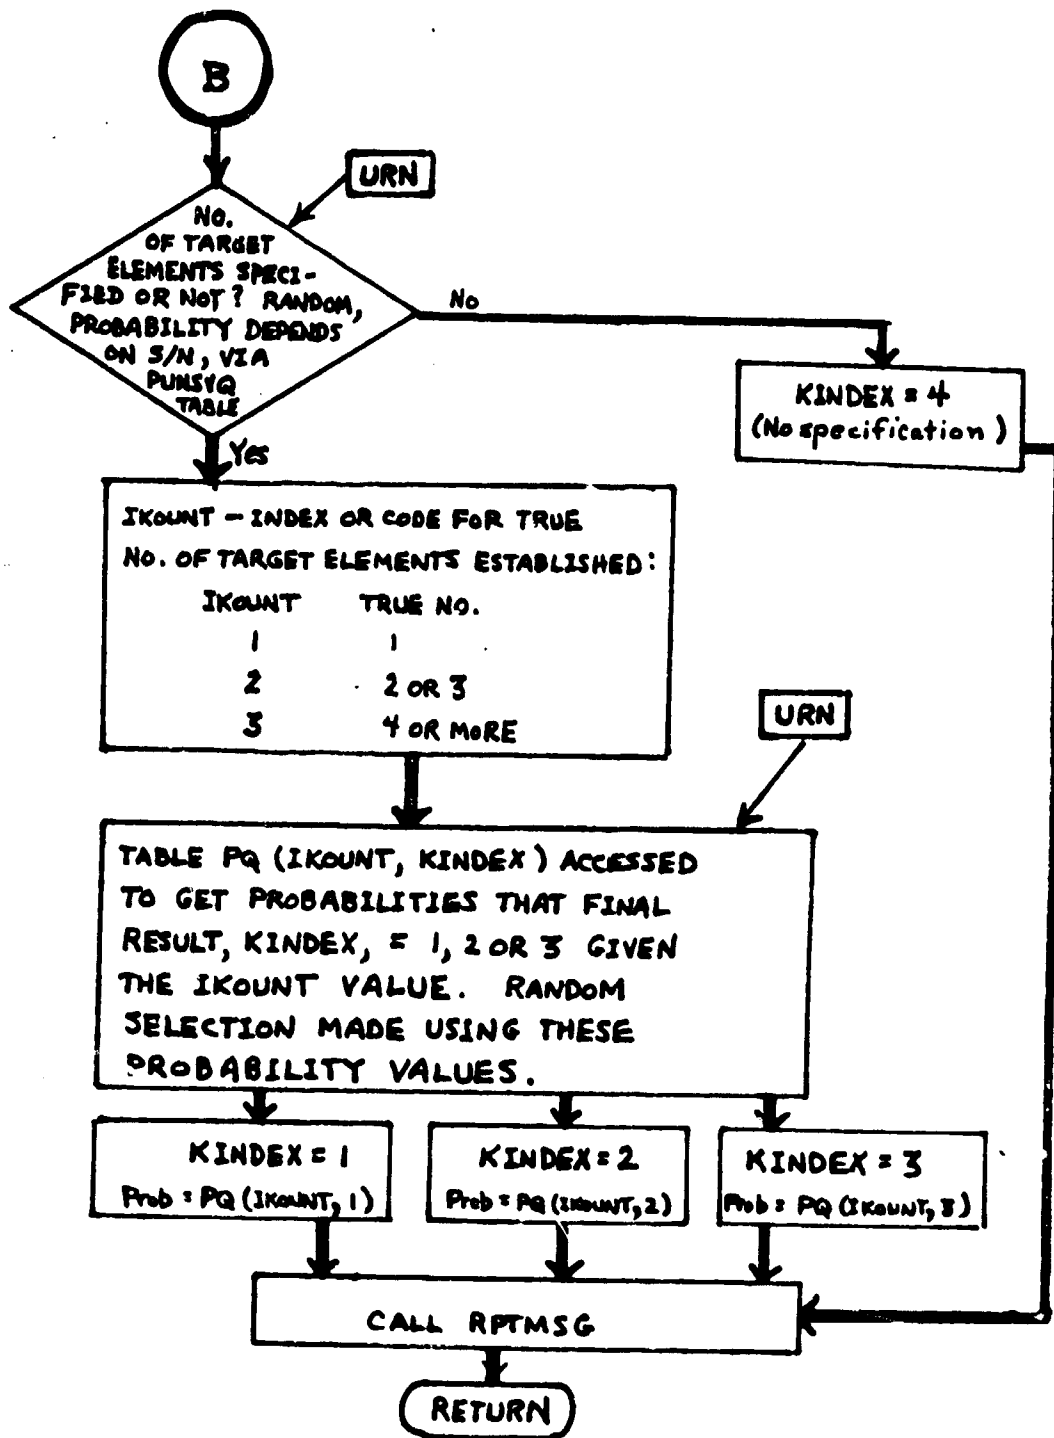 B
URN
NO.
OF TARGET
ELEMENTS SPECI-
FIED OR NOT? RANDOM,
PROBABILITY DEPENDS
ON S/N, VIA
PUNSVQ
TABLE
No
KINDEX = 4
(No specification)
Yes
IKOUNT - INDEX OR CODE FOR TRUE
NO. OF TARGET ELEMENTS ESTABLISHED:
IKOUNT TRUE NO.
1 1
2 2 OR 3
3 4 OR MORE
URN
TABLE PQ (IKOUNT, KINDEX) ACCESSED
TO GET PROBABILITIES THAT FINAL
RESULT, KINDEX, = 1, 2 OR 3 GIVEN
THE IKOUNT VALUE. RANDOM
SELECTION MADE USING THESE
PROBABILITY VALUES.
KINDEX = 1
Prob = PQ (IKOUNT, 1)
KINDEX = 2
Prob = PQ (IKOUNT, 2)
KINDEX = 3
Prob = PQ (IKOUNT, 3)
CALL RPTMSG
RETURN